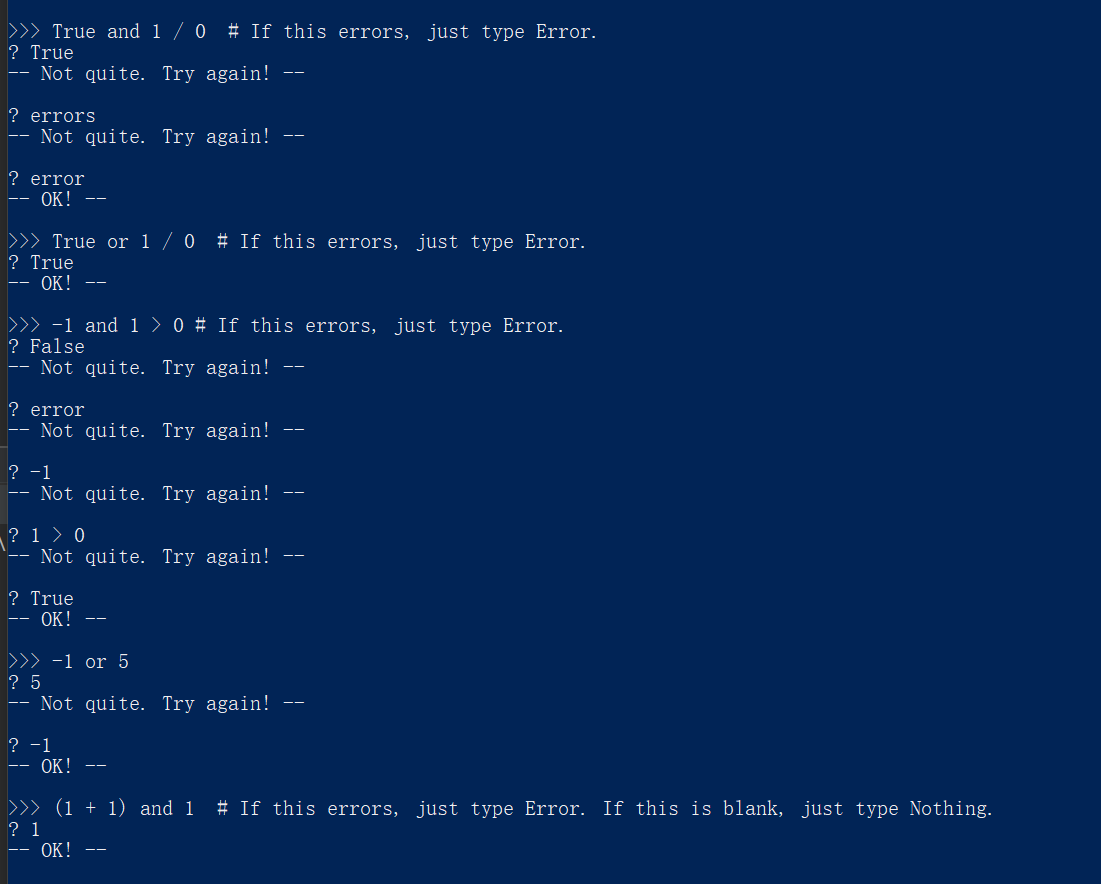 >>> True and 1 / 0  # If this errors, just type Error.
? True
-- Not quite. Try again! --
? errors
-- Not quite. Try again! --
? error
-- OK! --
>>> True or 1 / 0  # If this errors, just type Error.
? True
-- OK! --
>>> -1 and 1 > 0 # If this errors, just type Error.
? False
-- Not quite. Try again! --
? error
-- Not quite. Try again! --
? -1
-- Not quite. Try again! --
? 1 > 0
-- Not quite. Try again! --
? True
-- OK! --
>>> -1 or 5
? 5
-- Not quite. Try again! --
? -1
-- OK! --
>>> (1 + 1) and 1  # If this errors, just type Error. If this is blank, just type Nothing.
? 1
-- OK! --